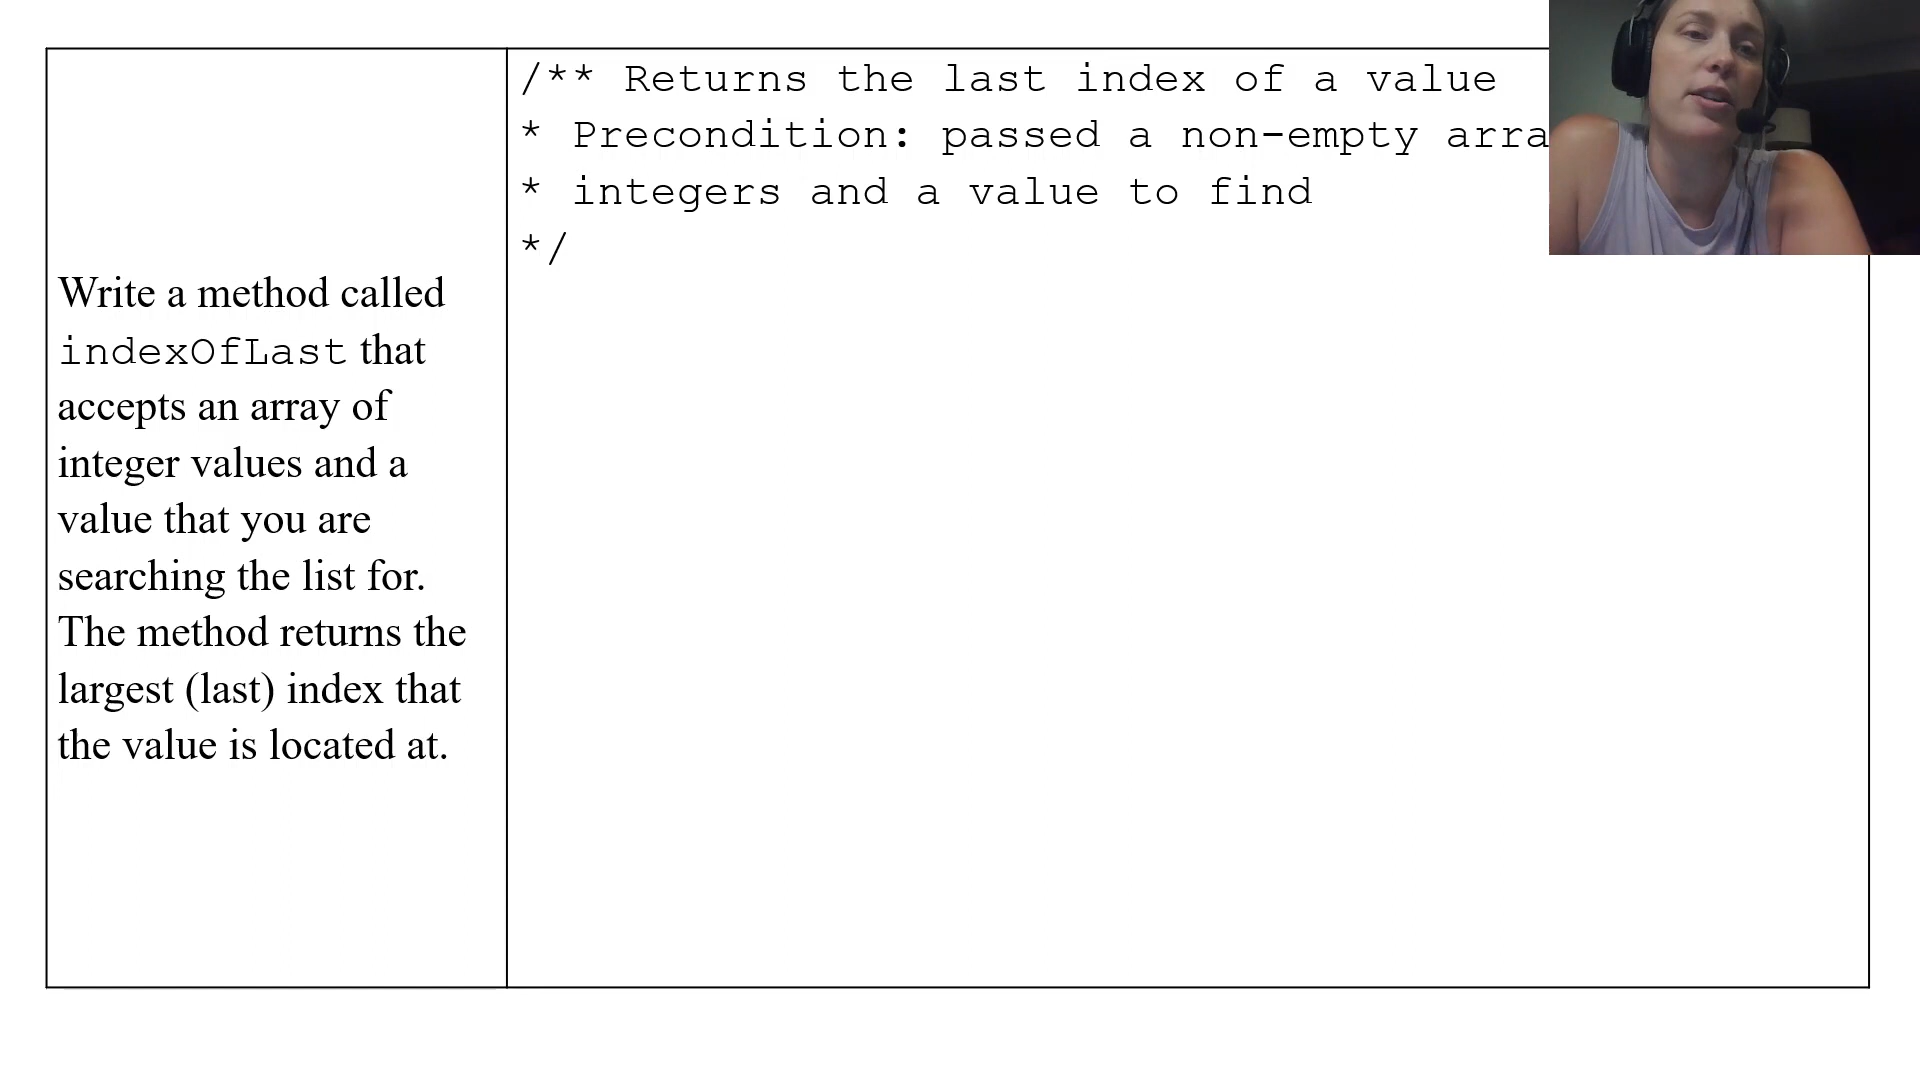 Write a method called
indexOfLast that
accepts an array of
integer values and a
value that you are
searching the list for.
The method returns the
largest (last) index that
the value is located at.
/** Returns the last index of a value
* Precondition: passed a non-empty
* integers and a value to find
*/